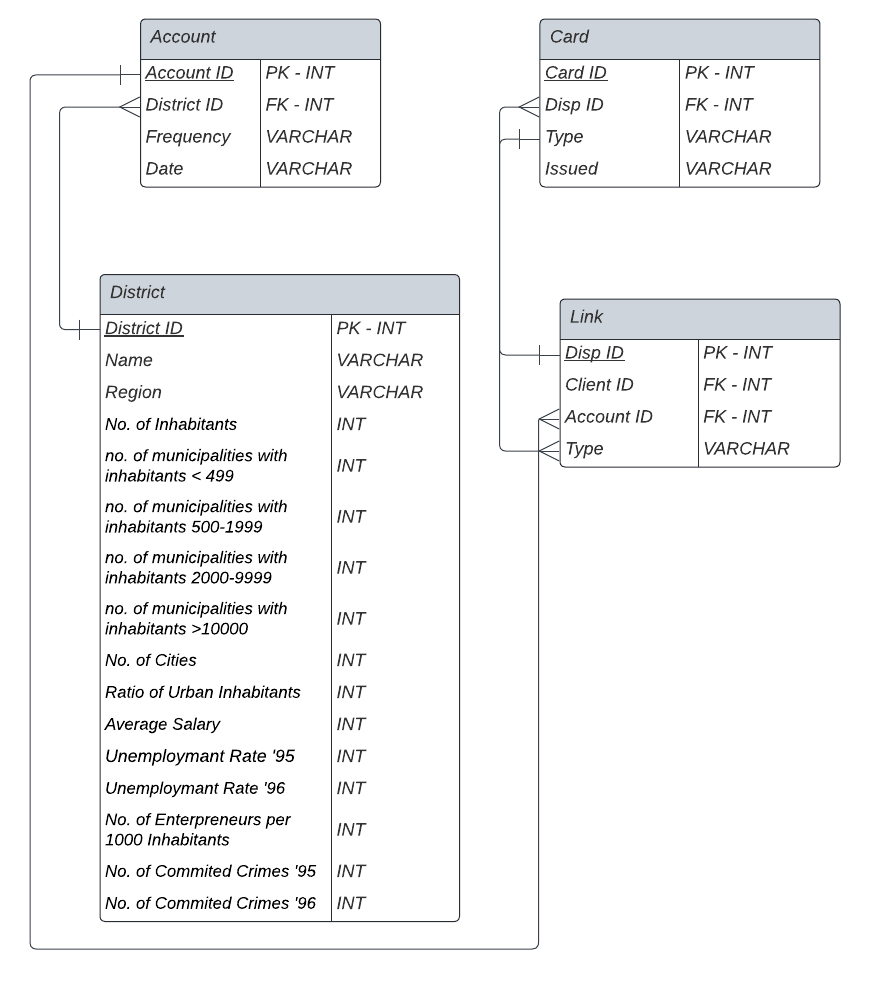 Account
Account ID PK - INT
District ID FK - INT
Frequency VARCHAR
Date VARCHAR
Card
Card ID PK - INT
Disp ID FK - INT
Type VARCHAR
Issued VARCHAR
District
District ID PK - INT
Name VARCHAR
Region VARCHAR
No. of Inhabitants INT
no. of municipalities with
inhabitants < 499 INT
no. of municipalities with
inhabitants 500-1999 INT
no. of municipalities with
inhabitants 2000-9999 INT
no. of municipalities with
inhabitants >10000 INT
No. of Cities INT
Ratio of Urban Inhabitants INT
Average Salary INT
Unemploymant Rate '95 INT
Unemploymant Rate '96 INT
No. of Enterpreneurs per
1000 Inhabitants INT
No. of Commited Crimes '95 INT
No. of Commited Crimes '96 INT
Link
Disp ID PK - INT
Client ID FK - INT
Account ID FK - INT
Type VARCHAR